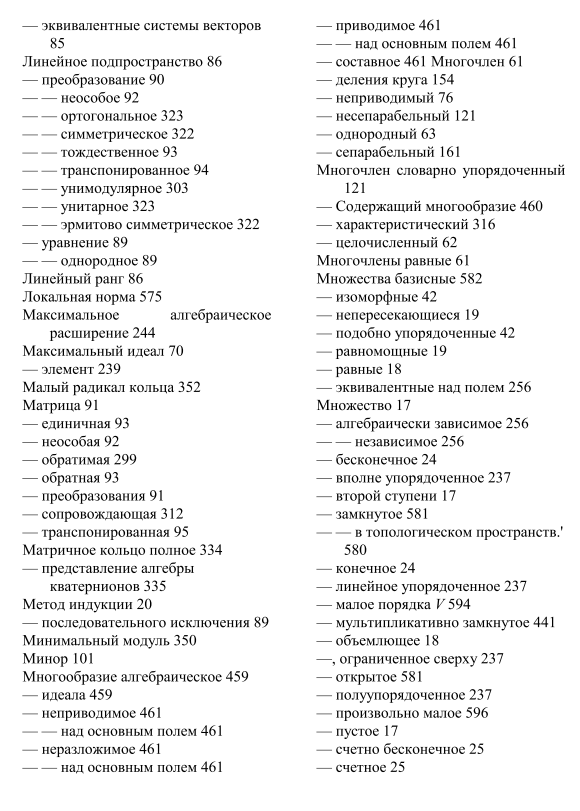 — эквивалентные системы векторов
85
Линейное подпространство 86
— преобразование 90
— — неособое 92
— — ортогональное 323
— — симметрическое 322
— — тождественное 93
— — транспонированное 94
— — унимодулярное 303
— — унитарное 323
— — эрмитово симметрическое 322
— уравнение 89
— — однородное 89
Линейный ранг 86
Локальная норма 575
Максимальное алгебраическое
расширение 244
Максимальный идеал 70
— элемент 239
Малый радикал кольца 352
Матрица 91
— единичная 93
— неособая 92
— обратимая 299
— обратная 93
— преобразования 91
— сопровождающая 312
— транспонированная 95
Матричное кольцо полное 334
— представление алгебры
кватернионов 335
Метод индукции 20
— последовательного исключения 89
Минимальный модуль 350
Минор 101
Многообразие алгебраическое 459
— идеала 459
— неприводимое 461
— — над основным полем 461
— неразложимое 461
— — над основным полем 461
— приводимое 461
— — над основным полем 461
— составное 461 Многочлен 61
— деления круга 154
— неприводимый 76
— несепарабельный 121
— однородный 63
— сепарабельный 161
Многочлен словарно упорядоченный
121
— Содержащий многообразие 460
— характеристический 316
— целочисленный 62
Многочлены равные 61
Множества базисные 582
— изоморфные 42
— непересекающиеся 19
— подобно упорядоченные 42
— равномощные 19
— равные 18
— эквивалентные над полем 256
Множество 17
— алгебраически зависимое 256
— — независимое 256
— бесконечное 24
— вполне упорядоченное 237
— второй ступени 17
— замкнутое 581
— — в топологическом пространств.'
580
— конечное 24
— линейное упорядоченное 237
— малое порядка V 594
— мультипликативно замкнутое 441
— объемлющее 18
—, ограниченное сверху 237
— открытое 581
— полуупорядоченное 237
— произвольно малое 596
— пустое 17
— счетно бесконечное 25
— счетное 25